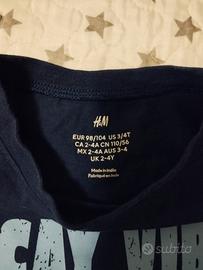 H&M
EUR 98/104 US 3/4T
CA 2-4A CN 110/56
MX 2-4A AUS 3-4
UK 2-4Y
Made in India
Fabriqué en Inde
subito